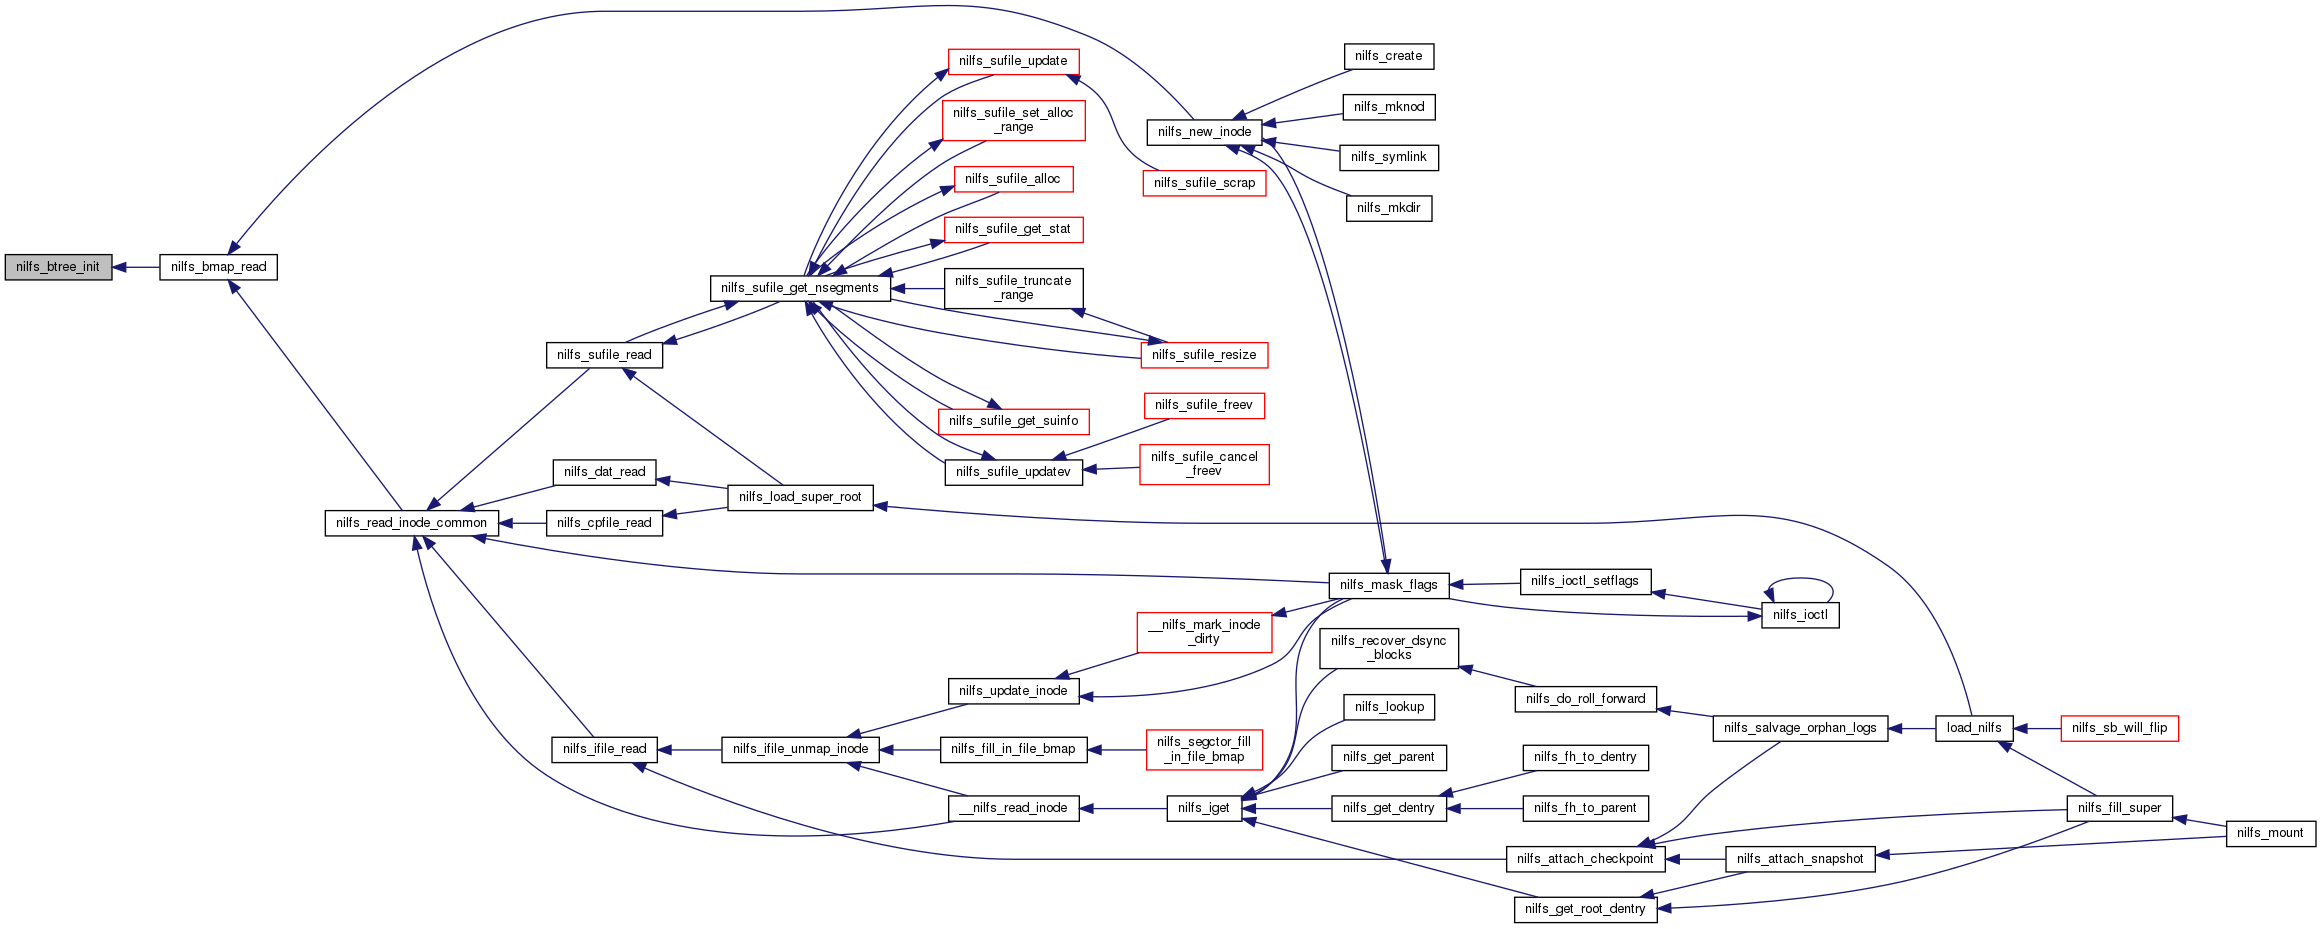 nilfs_btree_init
nilfs_bmap_read
nilfs_read_inode_common
nilfs_sufile_read
nilfs_dat_read
nilfs_cpfile_read
nilfs_ifile_read
nilfs_sufile_get_nsegments
nilfs_load_super_root
nilfs_ifile_unmap_inode
nilfs_sufile_update
nilfs_sufile_set_alloc
_range
nilfs_sufile_alloc
nilfs_sufile_get_stat
nilfs_sufile_truncate
_range
nilfs_sufile_get_suinfo
nilfs_sufile_updatev
nilfs_update_inode
nilfs_fill_in_file_bmap
__nilfs_read_inode
nilfs_new_inode
nilfs_sufile_scrap
nilfs_sufile_resize
nilfs_sufile_freev
nilfs_sufile_cancel
_freev
__nilfs_mark_inode
_dirty
nilfs_segctor_fill
_in_file_bmap
nilfs_iget
nilfs_create
nilfs_mknod
nilfs_symlink
nilfs_mkdir
nilfs_mask_flags
nilfs_recover_dsync
_blocks
nilfs_lookup
nilfs_get_parent
nilfs_get_dentry
nilfs_ioctl_setflags
nilfs_do_roll_forward
nilfs_fh_to_dentry
nilfs_fh_to_parent
nilfs_attach_checkpoint
nilfs_get_root_dentry
nilfs_ioctl
nilfs_salvage_orphan_logs
nilfs_attach_snapshot
load_nilfs
nilfs_sb_will_flip
nilfs_fill_super
nilfs_mount